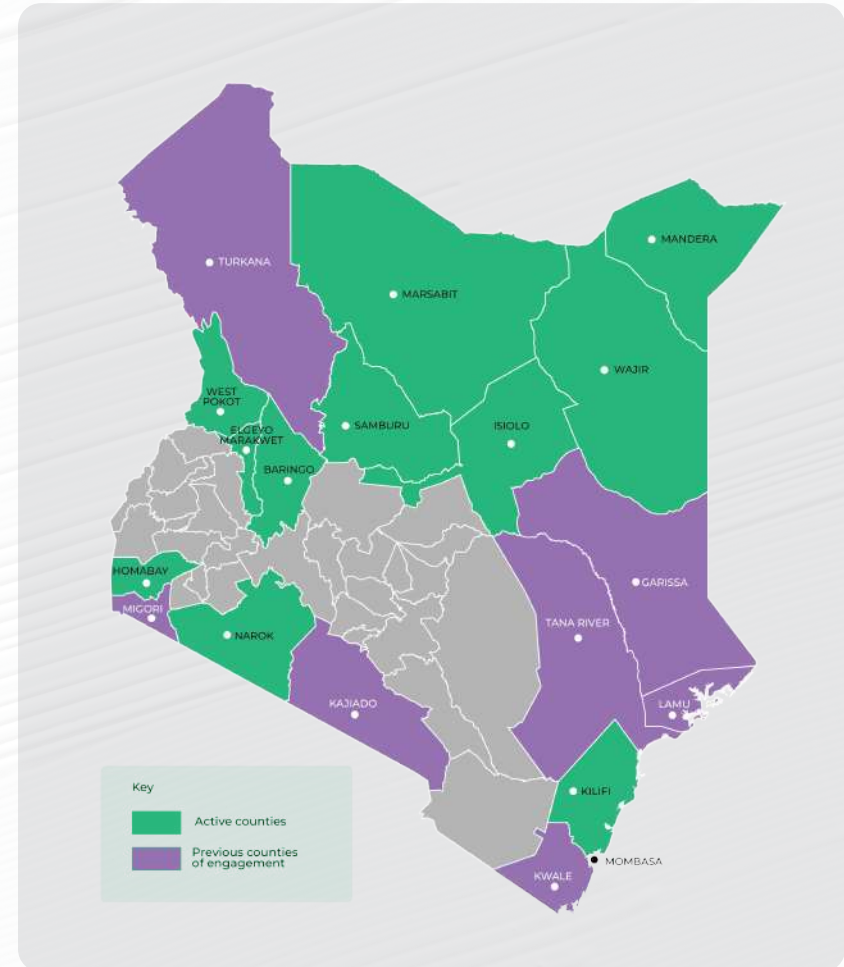 MANDERA
TURKANA
MARSABIT
WAJIR
WEST
POKOT
SAMBURU
ISIOLO
ELGEYO
MARAKWET
BARINGO
HOMABAY
GARISSA
MIGORI
TANA RIVER
NAROK
KAJIADO
LAMU
Key
KILIFI
Active counties
Previous counties
of engagement
MOMBASA
KWALE